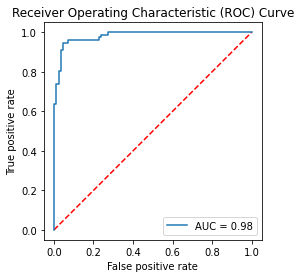 Receiver Operating Characteristic (ROC) Curve
1.0
0.8
0.6
0.4
0.2
0.0
True positive rate
AUC = 0.98
0.0 0.2 0.4 0.6 0.8 1.0
False positive rate